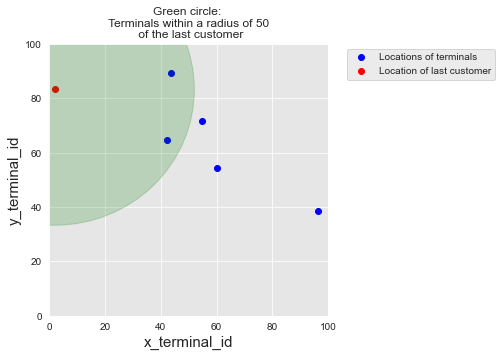 Green circle:
Terminals within a radius of 50
of the last customer
Locations of terminals
Location of last customer
100
80
60
40
20
0
y_terminal_id
0 20 40 60 80 100
x_terminal_id